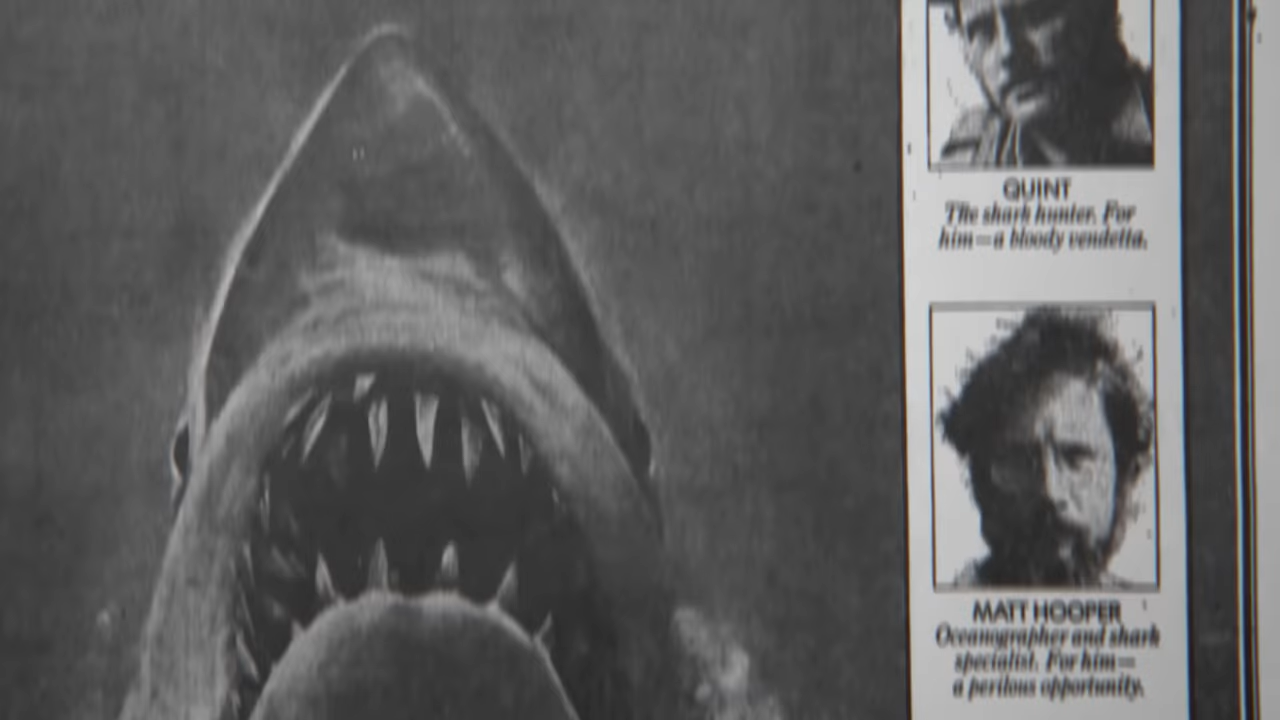 QUINT
The shark hunter. For
him—a bloody vendetta.
MATT HOOPER
Oceanographer and shark
specialist. For him—
a perilous opportunity.